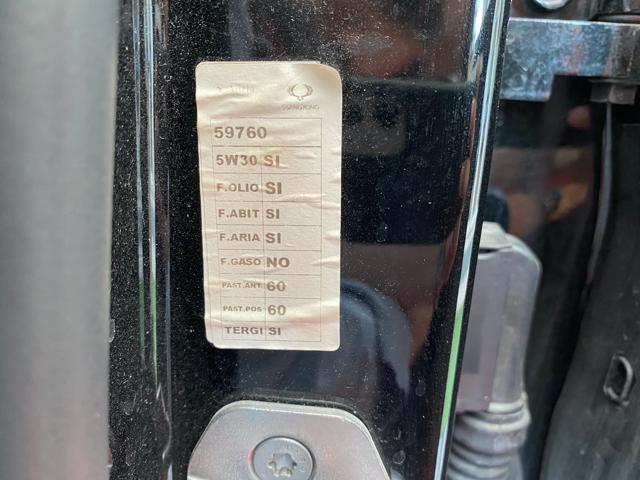 SSANGYONG
59760
5W30 SI
F.OLIO SI
F.ABIT SI
F.ARIA SI
F.GASO NO
PAST.ANT 60
PAST.POS 60
TERGI SI